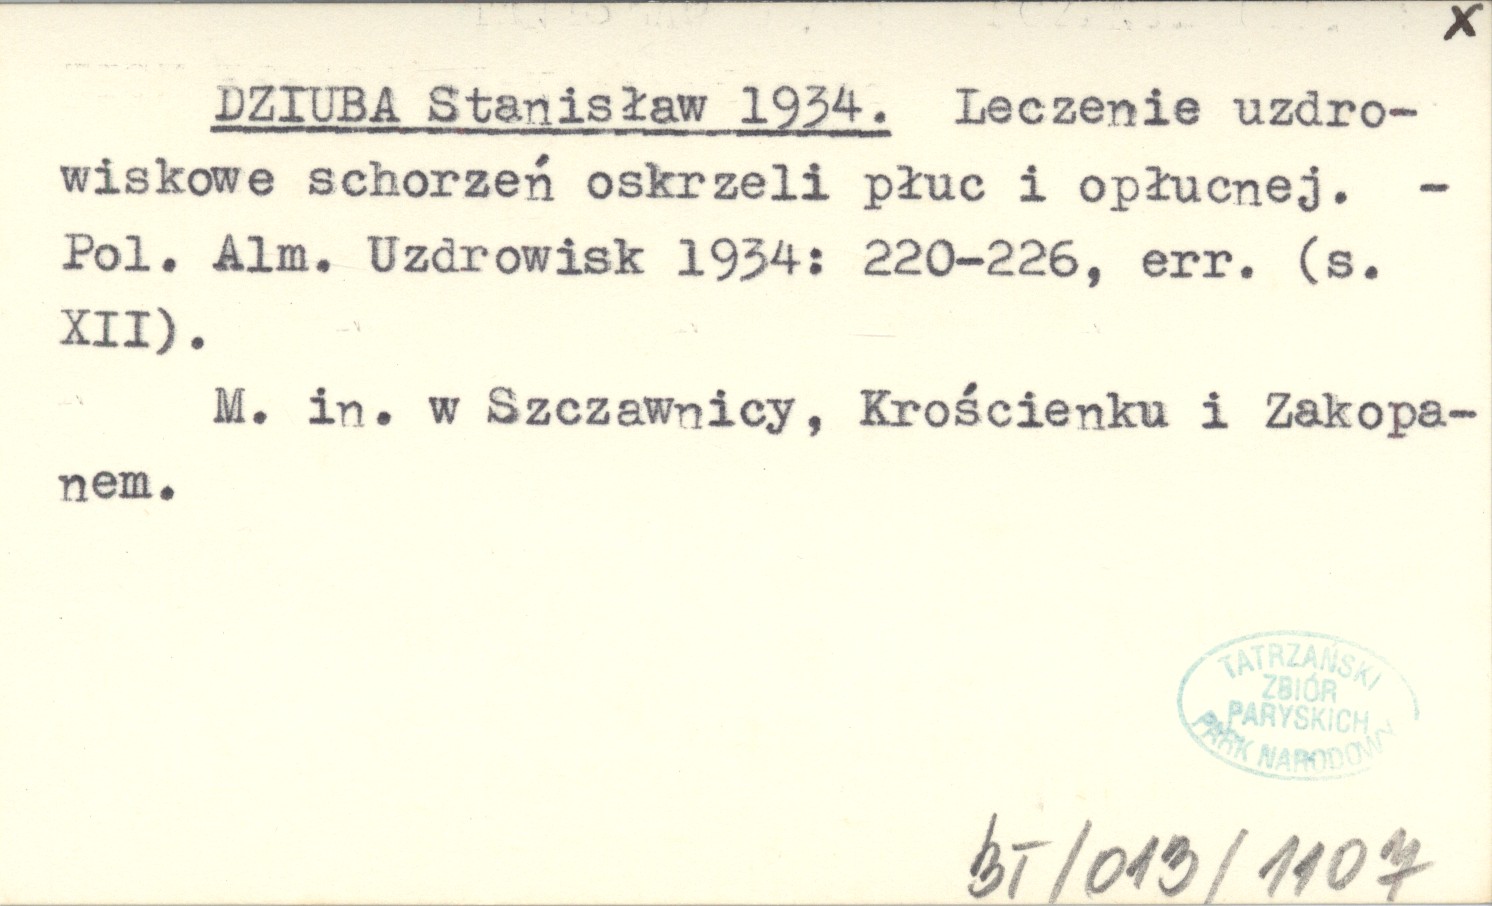 x
DZIUBA Stanisław 1934. Leczenie uzdro-
wiskowe schorzeń oskrzeli płuc i opłucnej. -
Pol. Alm. Uzdrowisk 1934: 220-226, err. (s.
XII).
M. in. w Szczawnicy, Krościenku i Zakopa-
nem.
TATRZAŃSKI
ZBIÓR
PARYSKICH
PARK NARODOWY
BT/013/1107